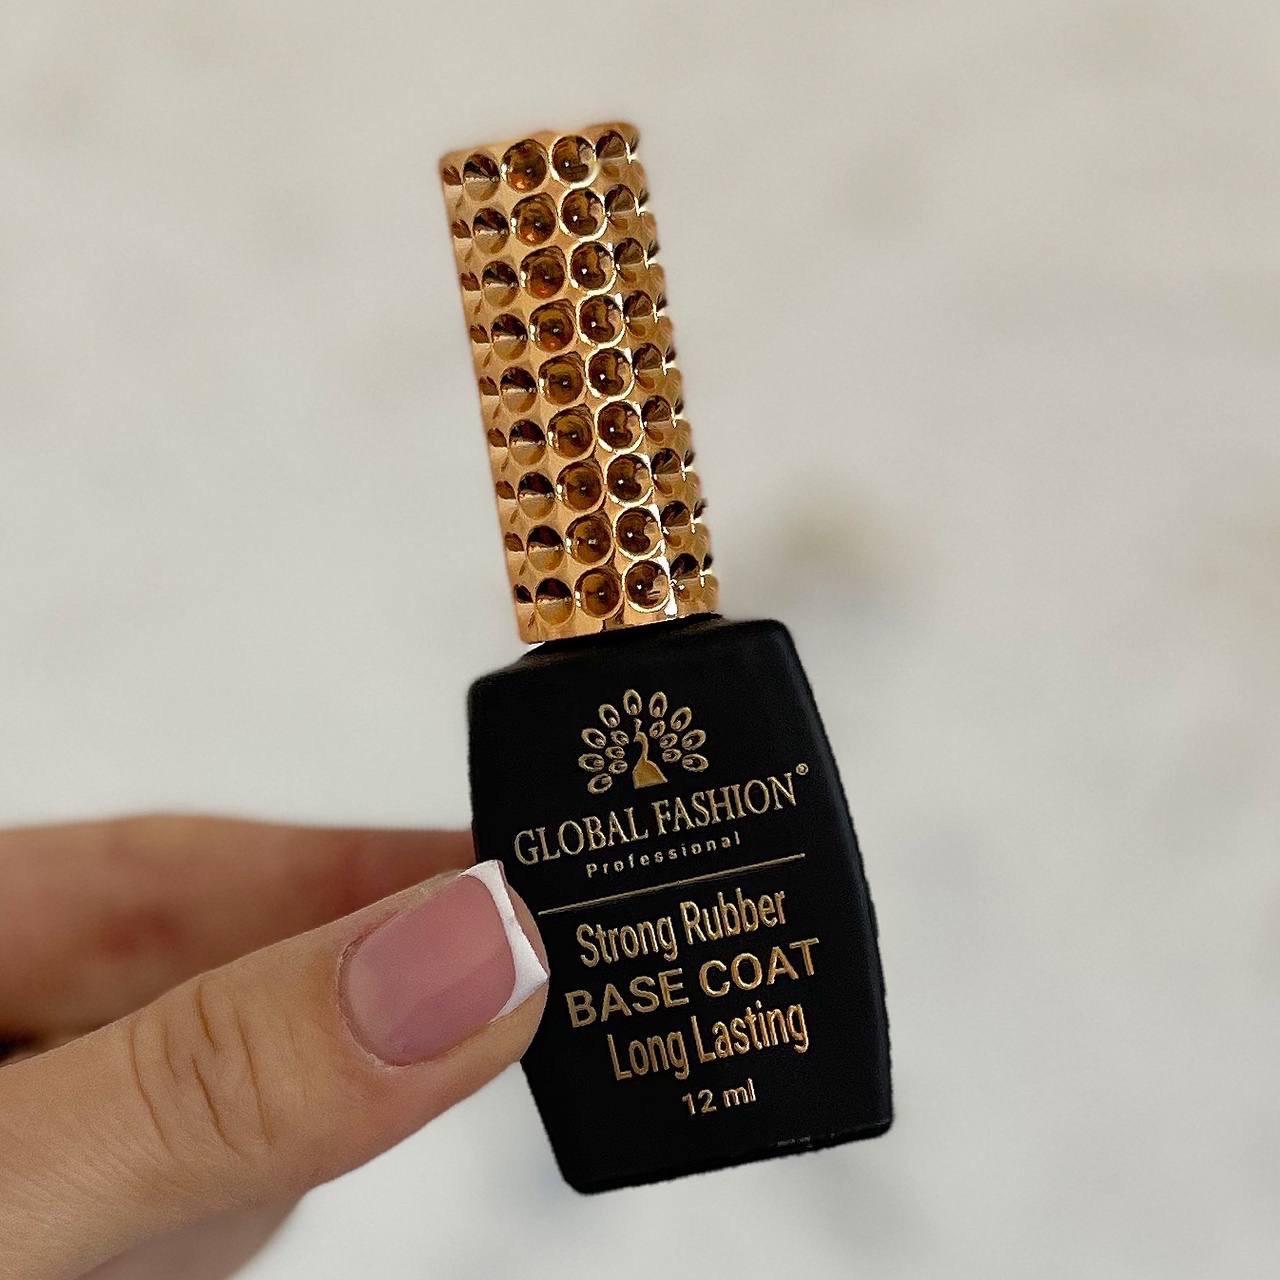 GLOBAL FASHION®
Professional
Strong Rubber
BASE COAT
Long Lasting
12 ml